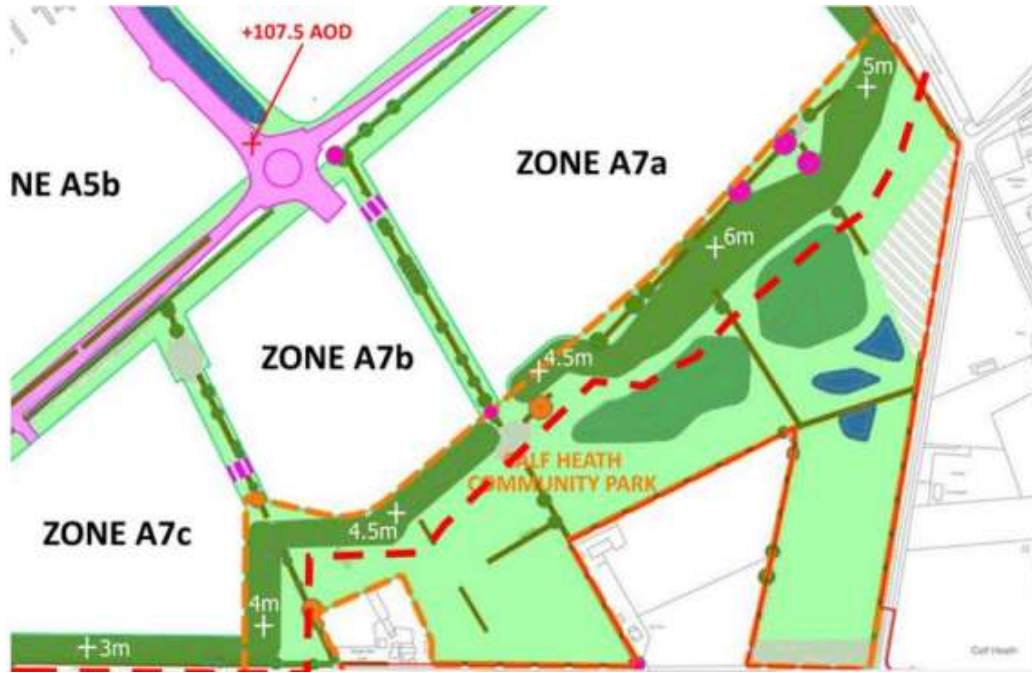 +107.5 AOD
5m
ZONE A7a
NE A5b
6m
ZONE A7b
4.5m
CALF HEATH
COMMUNITY PARK
4.5m
ZONE A7c
4m
3m
Calf Heath